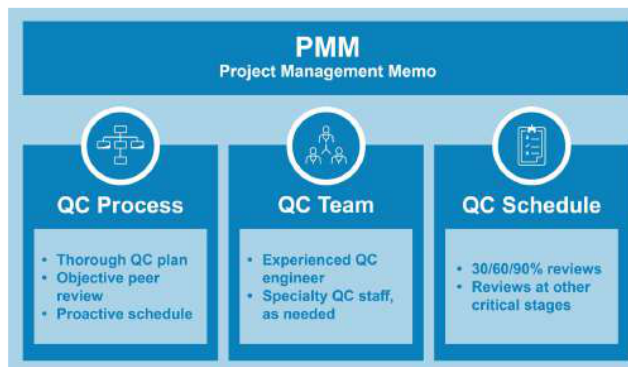 PMM
Project Management Memo
QC Process
• Thorough QC plan
• Objective peer
review
• Proactive schedule
QC Team
• Experienced QC
engineer
• Specialty QC staff,
as needed
QC Schedule
• 30/60/90% reviews
• Reviews at other
critical stages